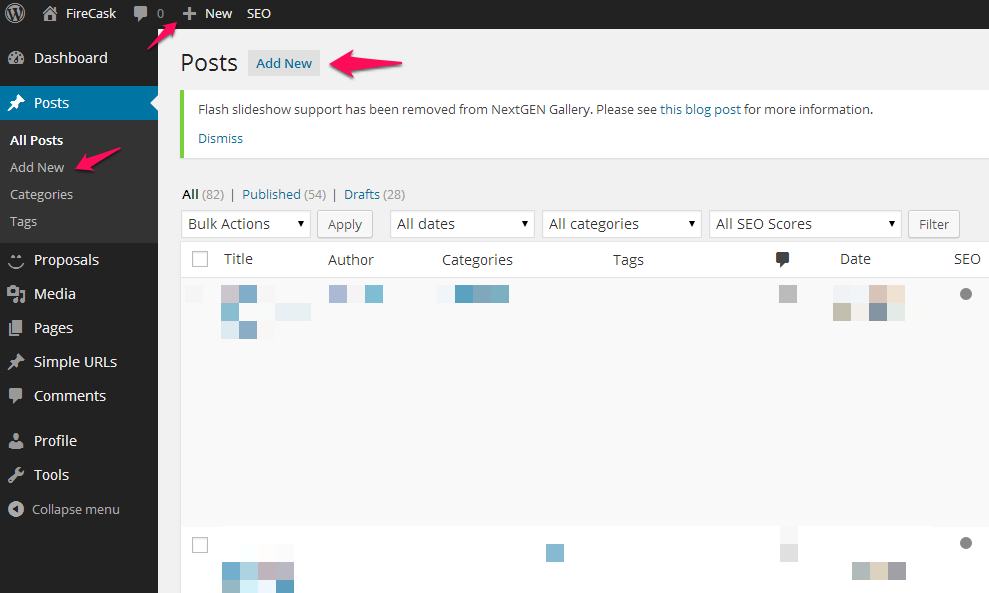 FireCask 0 New SEO
Dashboard
Posts
All Posts
Add New
Categories
Tags
Proposals
Media
Pages
Simple URLs
Comments
Profile
Tools
Collapse menu
Posts Add New
Flash slideshow support has been removed from NextGEN Gallery. Please see this blog post for more information.
Dismiss
All (82) | Published (54) | Drafts (28)
Bulk Actions Apply All dates All categories All SEO Scores Filter
Title Author Categories Tags Date SEO